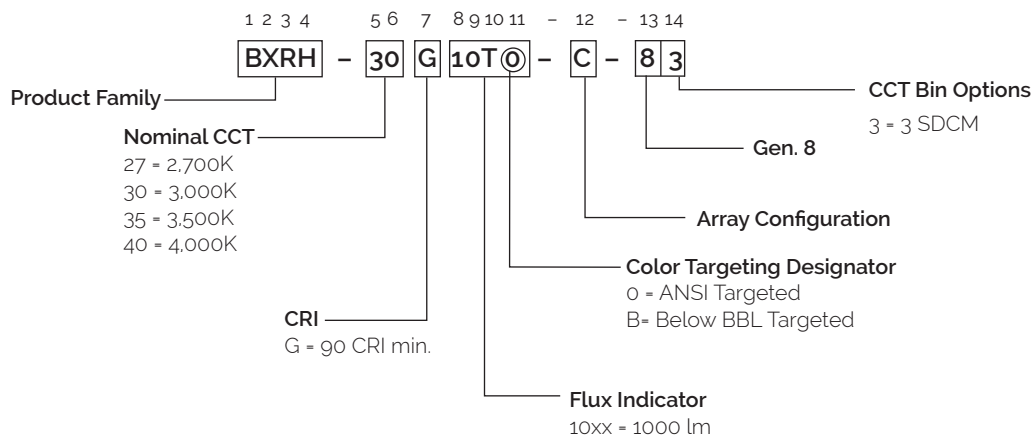 1 2 3 4 5 6 7 8 9 10 11 – 12 – 13 14
BXRH – 30 G 10T 0 – C – 8 3
Product Family
CCT Bin Options
3 = 3 SDCM
Nominal CCT
27 = 2,700K
30 = 3,000K
35 = 3,500K
40 = 4,000K
Gen. 8
Array Configuration
Color Targeting Designator
0 = ANSI Targeted
B= Below BBL Targeted
CRI
G = 90 CRI min.
Flux Indicator
10xx = 1000 lm